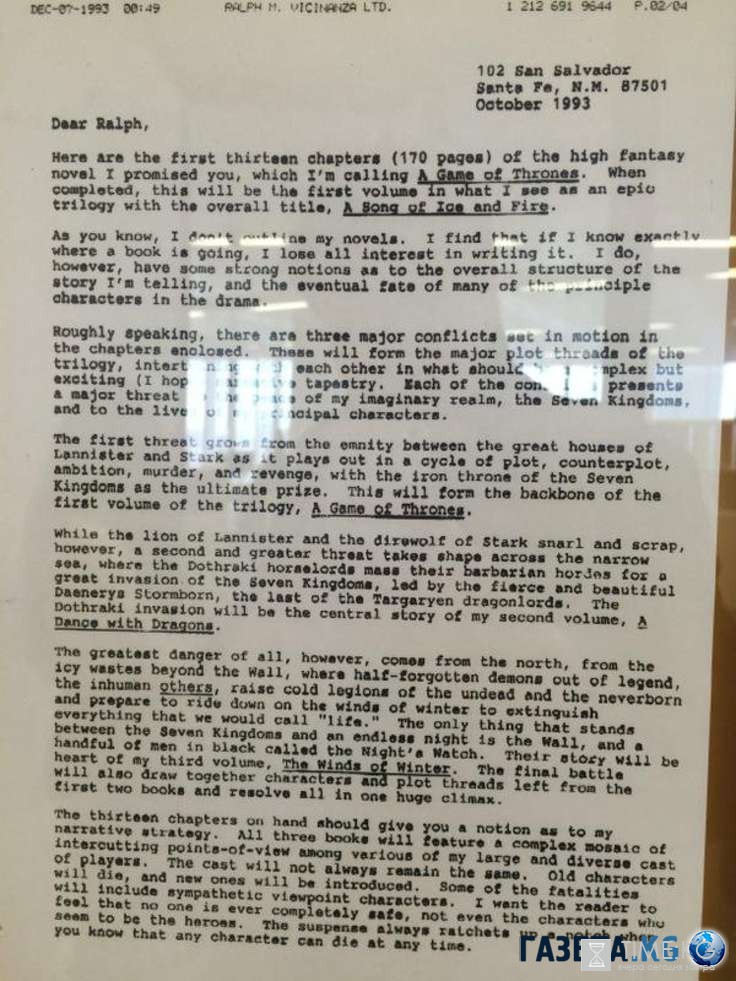 DEC-07-1993 00:49 RALPH M. VICINANZA LTD. 1 212 691 9644 P.02/04
102 San Salvador
Santa Fe, N.M. 87501
October 1993
Dear Ralph,
Here are the first thirteen chapters (170 pages) of the high fantasy
novel I promised you, which I'm calling A Game of Thrones. When
completed, this will be the first volume in what I see as an epic
trilogy with the overall title, A Song of Ice and Fire.
As you know, I don't outline my novels. I find that if I know exactly
where a book is going, I lose all interest in writing it. I do,
however, have some strong notions as to the overall structure of the
story I'm telling, and the eventual fate of many of the principle
characters in the drama.
Roughly speaking, there are three major conflicts set in motion in
the chapters enclosed. These will form the major plot threads of the
trilogy, each other in what should complex but
exciting (I tapestry. Each of the presents
a major threat of my imaginary realm, the Seven Kingdoms,
and to the principal characters.
The first threat grows from the emnity between the great houses of
Lannister and Stark as it plays out in a cycle of plot, counterplot,
ambition, murder, and revenge, with the iron throne of the Seven
Kingdoms as the ultimate prize. This will form the backbone of the
first volume of the trilogy, A Game of Thrones.
While the lion of Lannister and the direwolf of Stark snarl and scrap,
however, a second and greater threat takes shape across the narrow
sea, where the Dothraki horselords mass their barbarian hordes for a
great invasion of the Seven Kingdoms, led by the fierce and beautiful
Daenerys Stormborn, the last of the Targaryen dragonlords. The
Dothraki invasion will be the central story of my second volume, A
Dance with Dragons.
The greatest danger of all, however, comes from the north, from the
icy wastes beyond the Wall, where half-forgotten demons out of legend,
the inhuman others, raise cold legions of the undead and the neverborn
and prepare to ride down on the winds of winter to extinguish
everything that we would call "life." The only thing that stands
between the Seven Kingdoms and an endless night is the Wall, and a
handful of men in black called the Night's Watch. Their story will be
heart of my third volume, The Winds of Winter. The final battle
will also draw together characters and plot threads left from the
first two books and resolve all in one huge climax.
The thirteen chapters on hand should give you a notion as to my
narrative strategy. All three books will feature a complex mosaic of
intercutting points-of-view among various of my large and diverse cast
of players. The cast will not always remain the same. Old characters
will die, and new ones will be introduced. Some of the fatalities
will include sympathetic viewpoint characters. I want the reader to
feel that no one is ever completely safe, not even the characters who
seem to be the heroes. The suspense always ratchets up a notch when
you know that any character can die at any time.
ГАЗЕТА.MG
вчера сегодня завтра